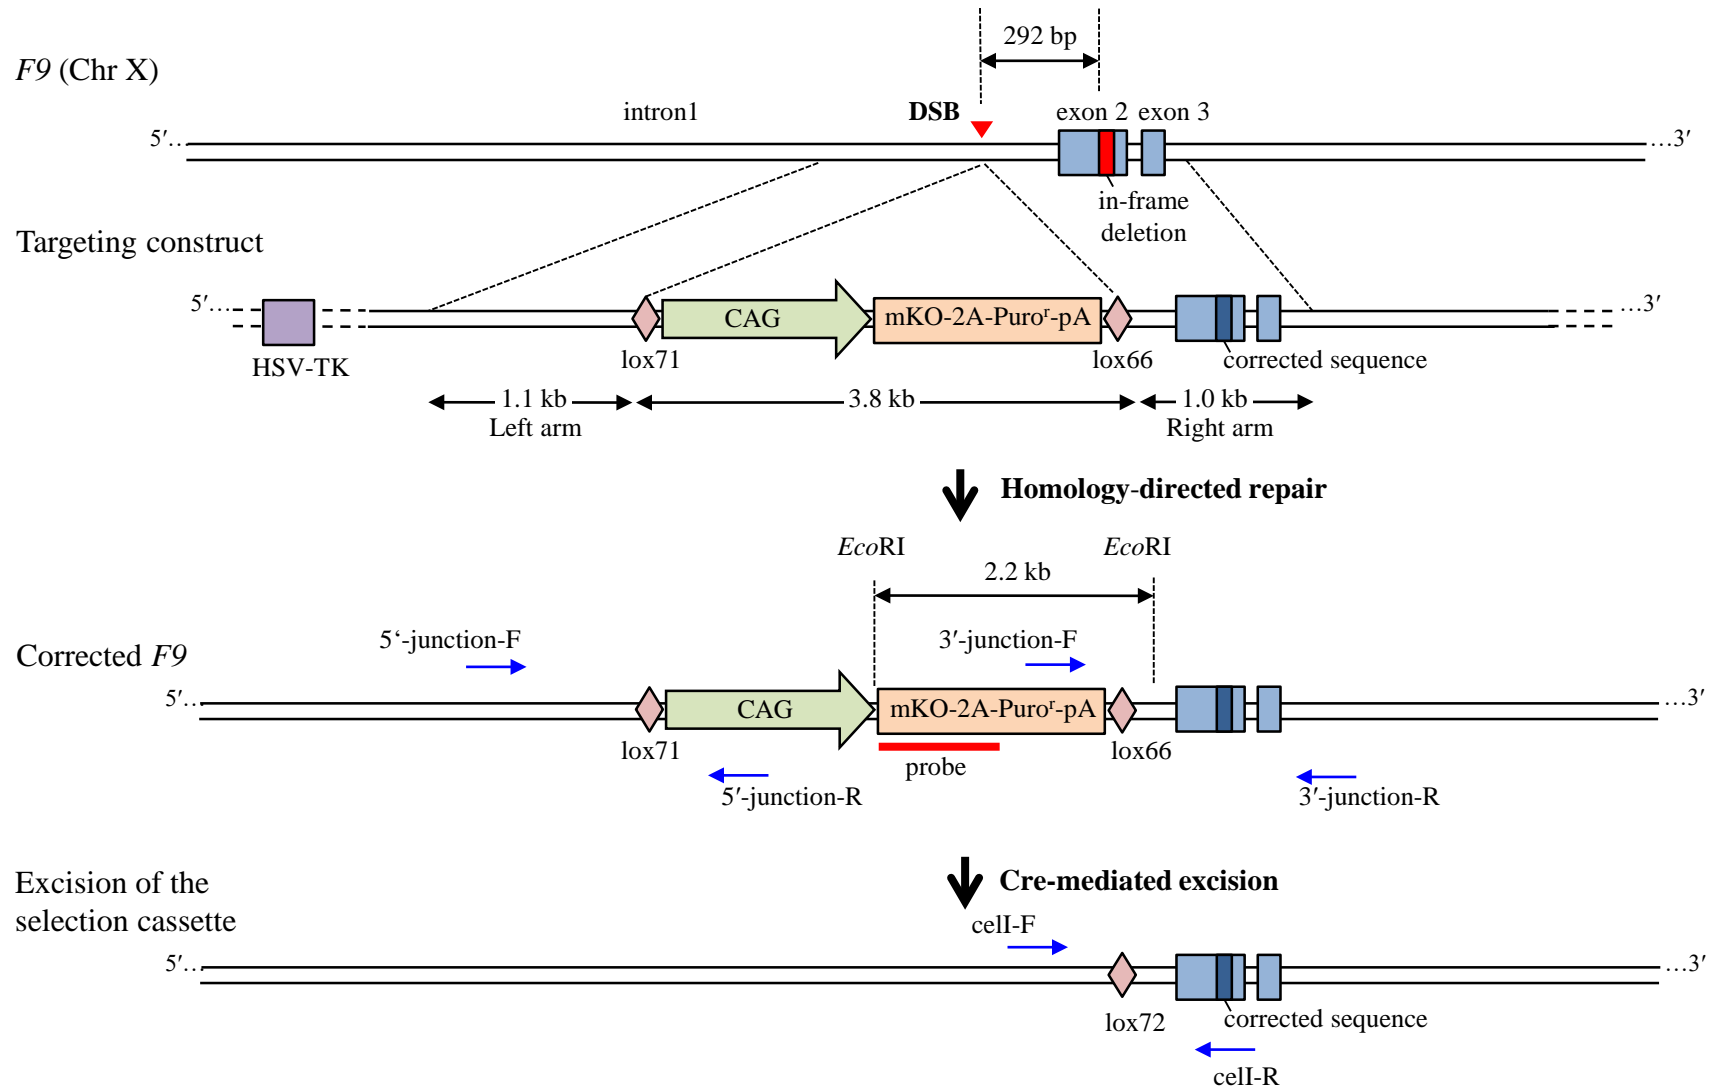 292 bp
F9 (Chr X)
intron1
DSB
exon 2
exon 3
5′…
…3′
in-frame
deletion
Targeting construct
5′…
…3′
CAG
mKO-2A-Puroʳ-pA
HSV-TK
lox71
lox66
corrected sequence
1.1 kb
3.8 kb
1.0 kb
Left arm
Right arm
Homology-directed repair
EcoRI
EcoRI
2.2 kb
5‘-junction-F
3′-junction-F
Corrected F9
5′…
…3′
CAG
mKO-2A-Puroʳ-pA
lox71
probe
lox66
5′-junction-R
3′-junction-R
Excision of the
selection cassette
Cre-mediated excision
celI-F
5′…
…3′
lox72
corrected sequence
celI-R